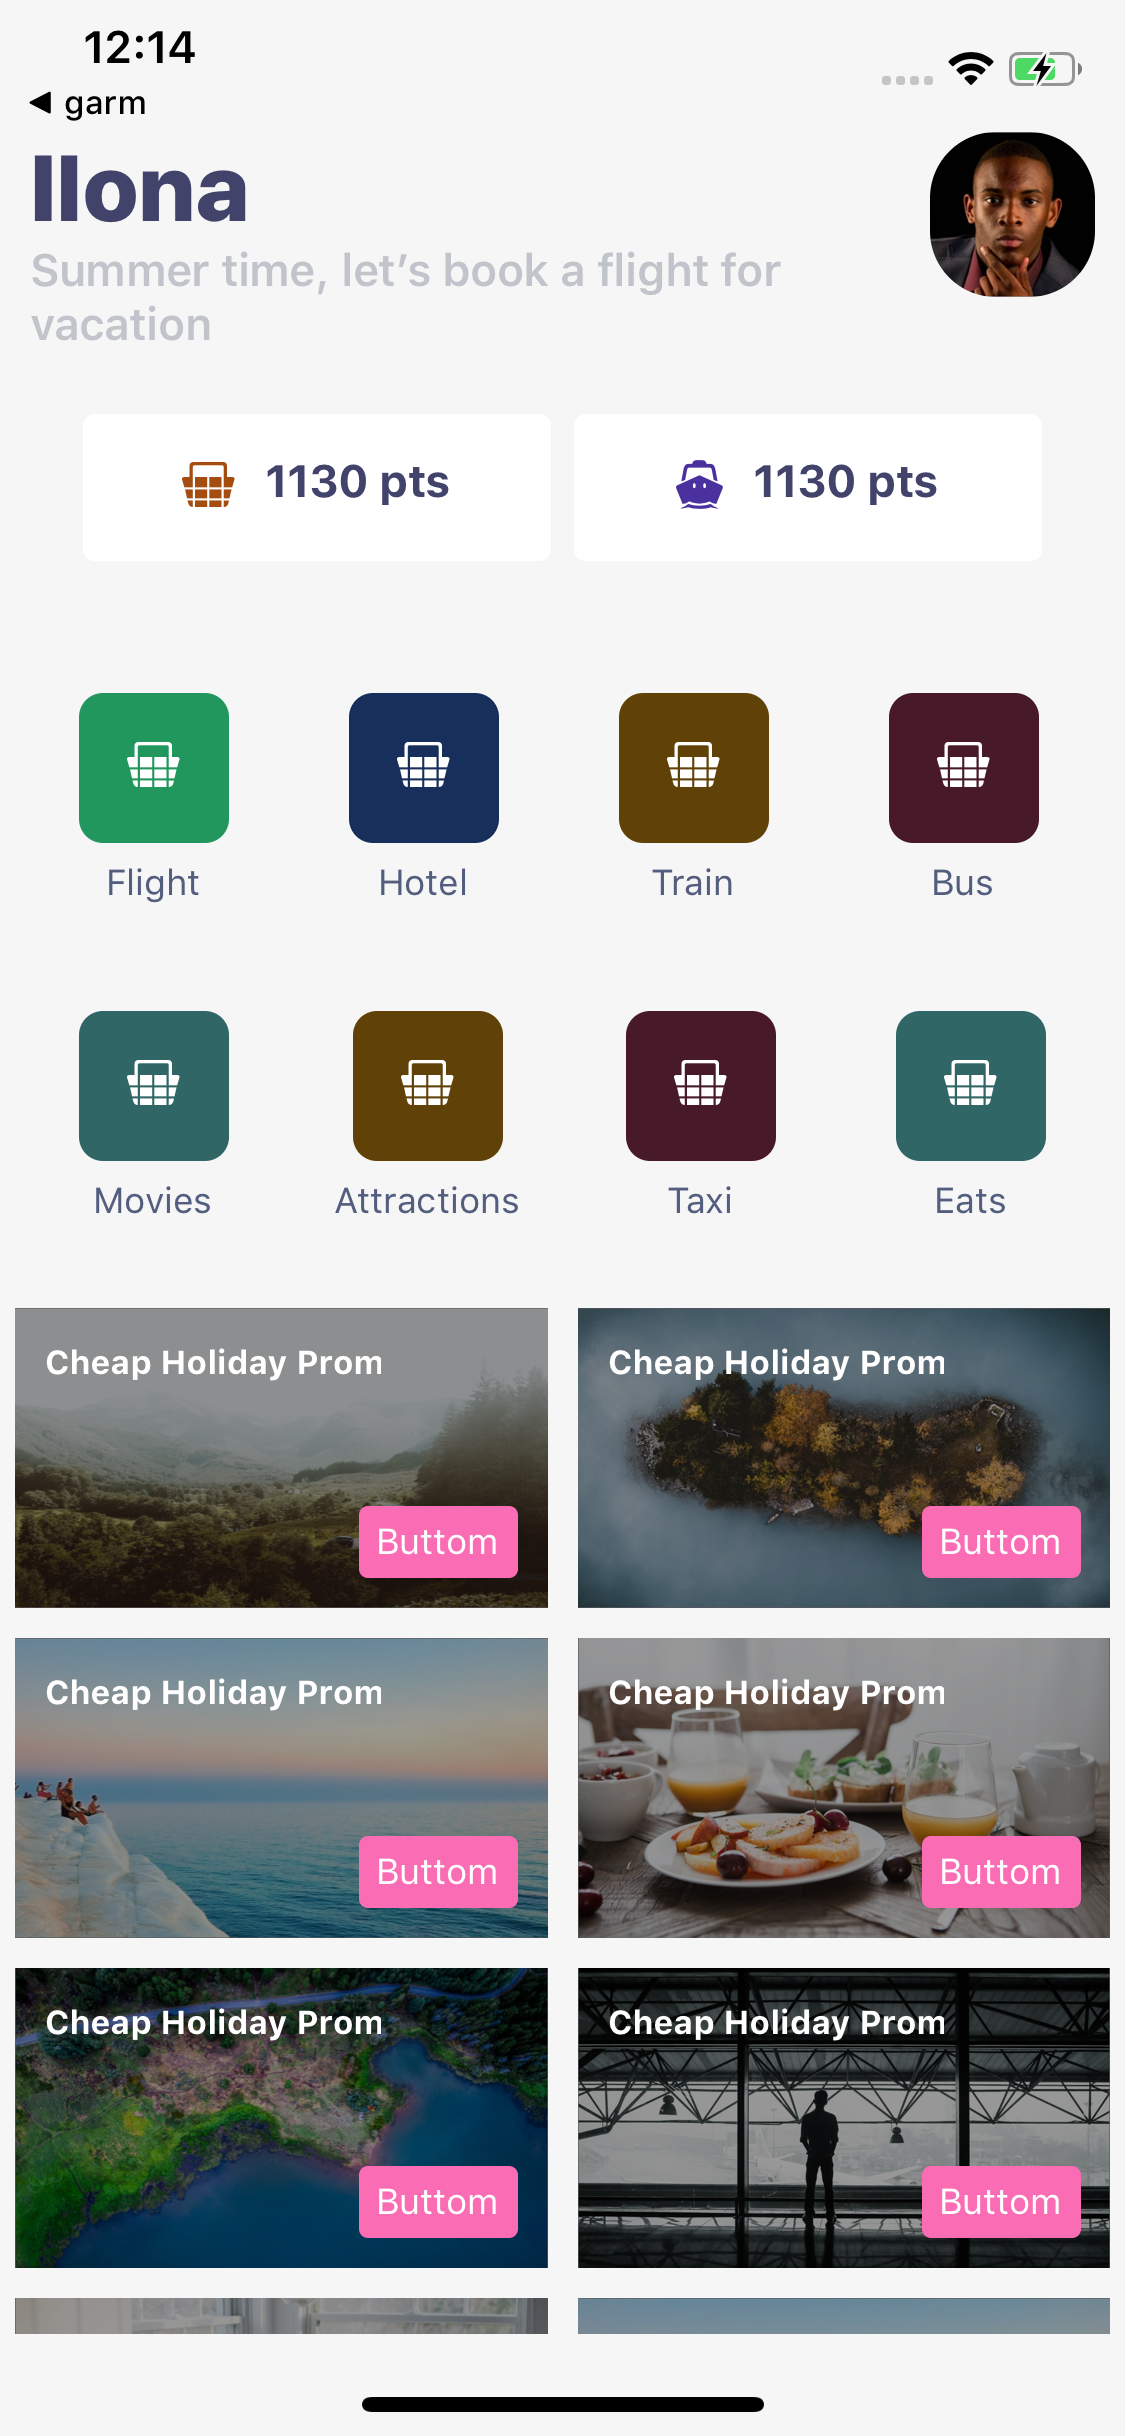 12:14
◀ garm
Ilona
Summer time, let’s book a flight for
vacation
1130 pts
1130 pts
Flight
Hotel
Train
Bus
Movies
Attractions
Taxi
Eats
Cheap Holiday Prom
Cheap Holiday Prom
Buttom
Buttom
Cheap Holiday Prom
Cheap Holiday Prom
Buttom
Buttom
Cheap Holiday Prom
Cheap Holiday Prom
Buttom
Buttom